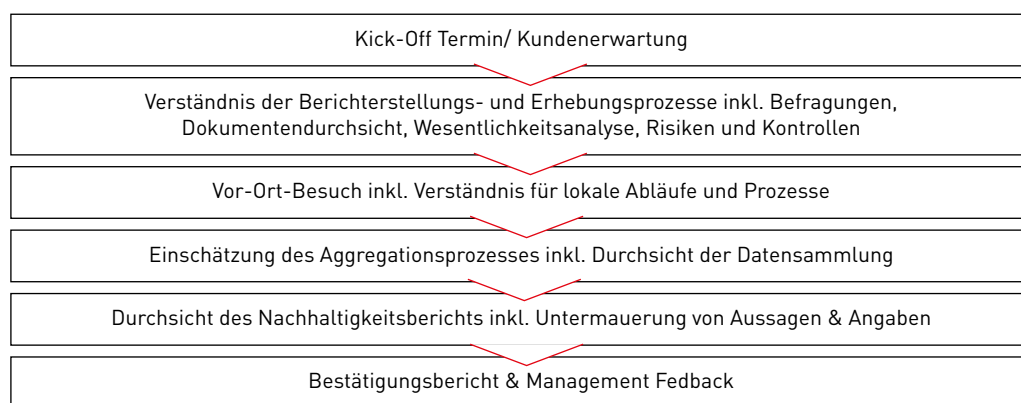 Kick-Off Termin/ Kundenerwartung
Verständnis der Berichterstellungs- und Erhebungsprozesse inkl. Befragungen,
Dokumentendurchsicht, Wesentlichkeitsanalyse, Risiken und Kontrollen
Vor-Ort-Besuch inkl. Verständnis für lokale Abläufe und Prozesse
Einschätzung des Aggregationsprozesses inkl. Durchsicht der Datensammlung
Durchsicht des Nachhaltigkeitsberichts inkl. Untermauerung von Aussagen & Angaben
Bestätigungsbericht & Management Fedback